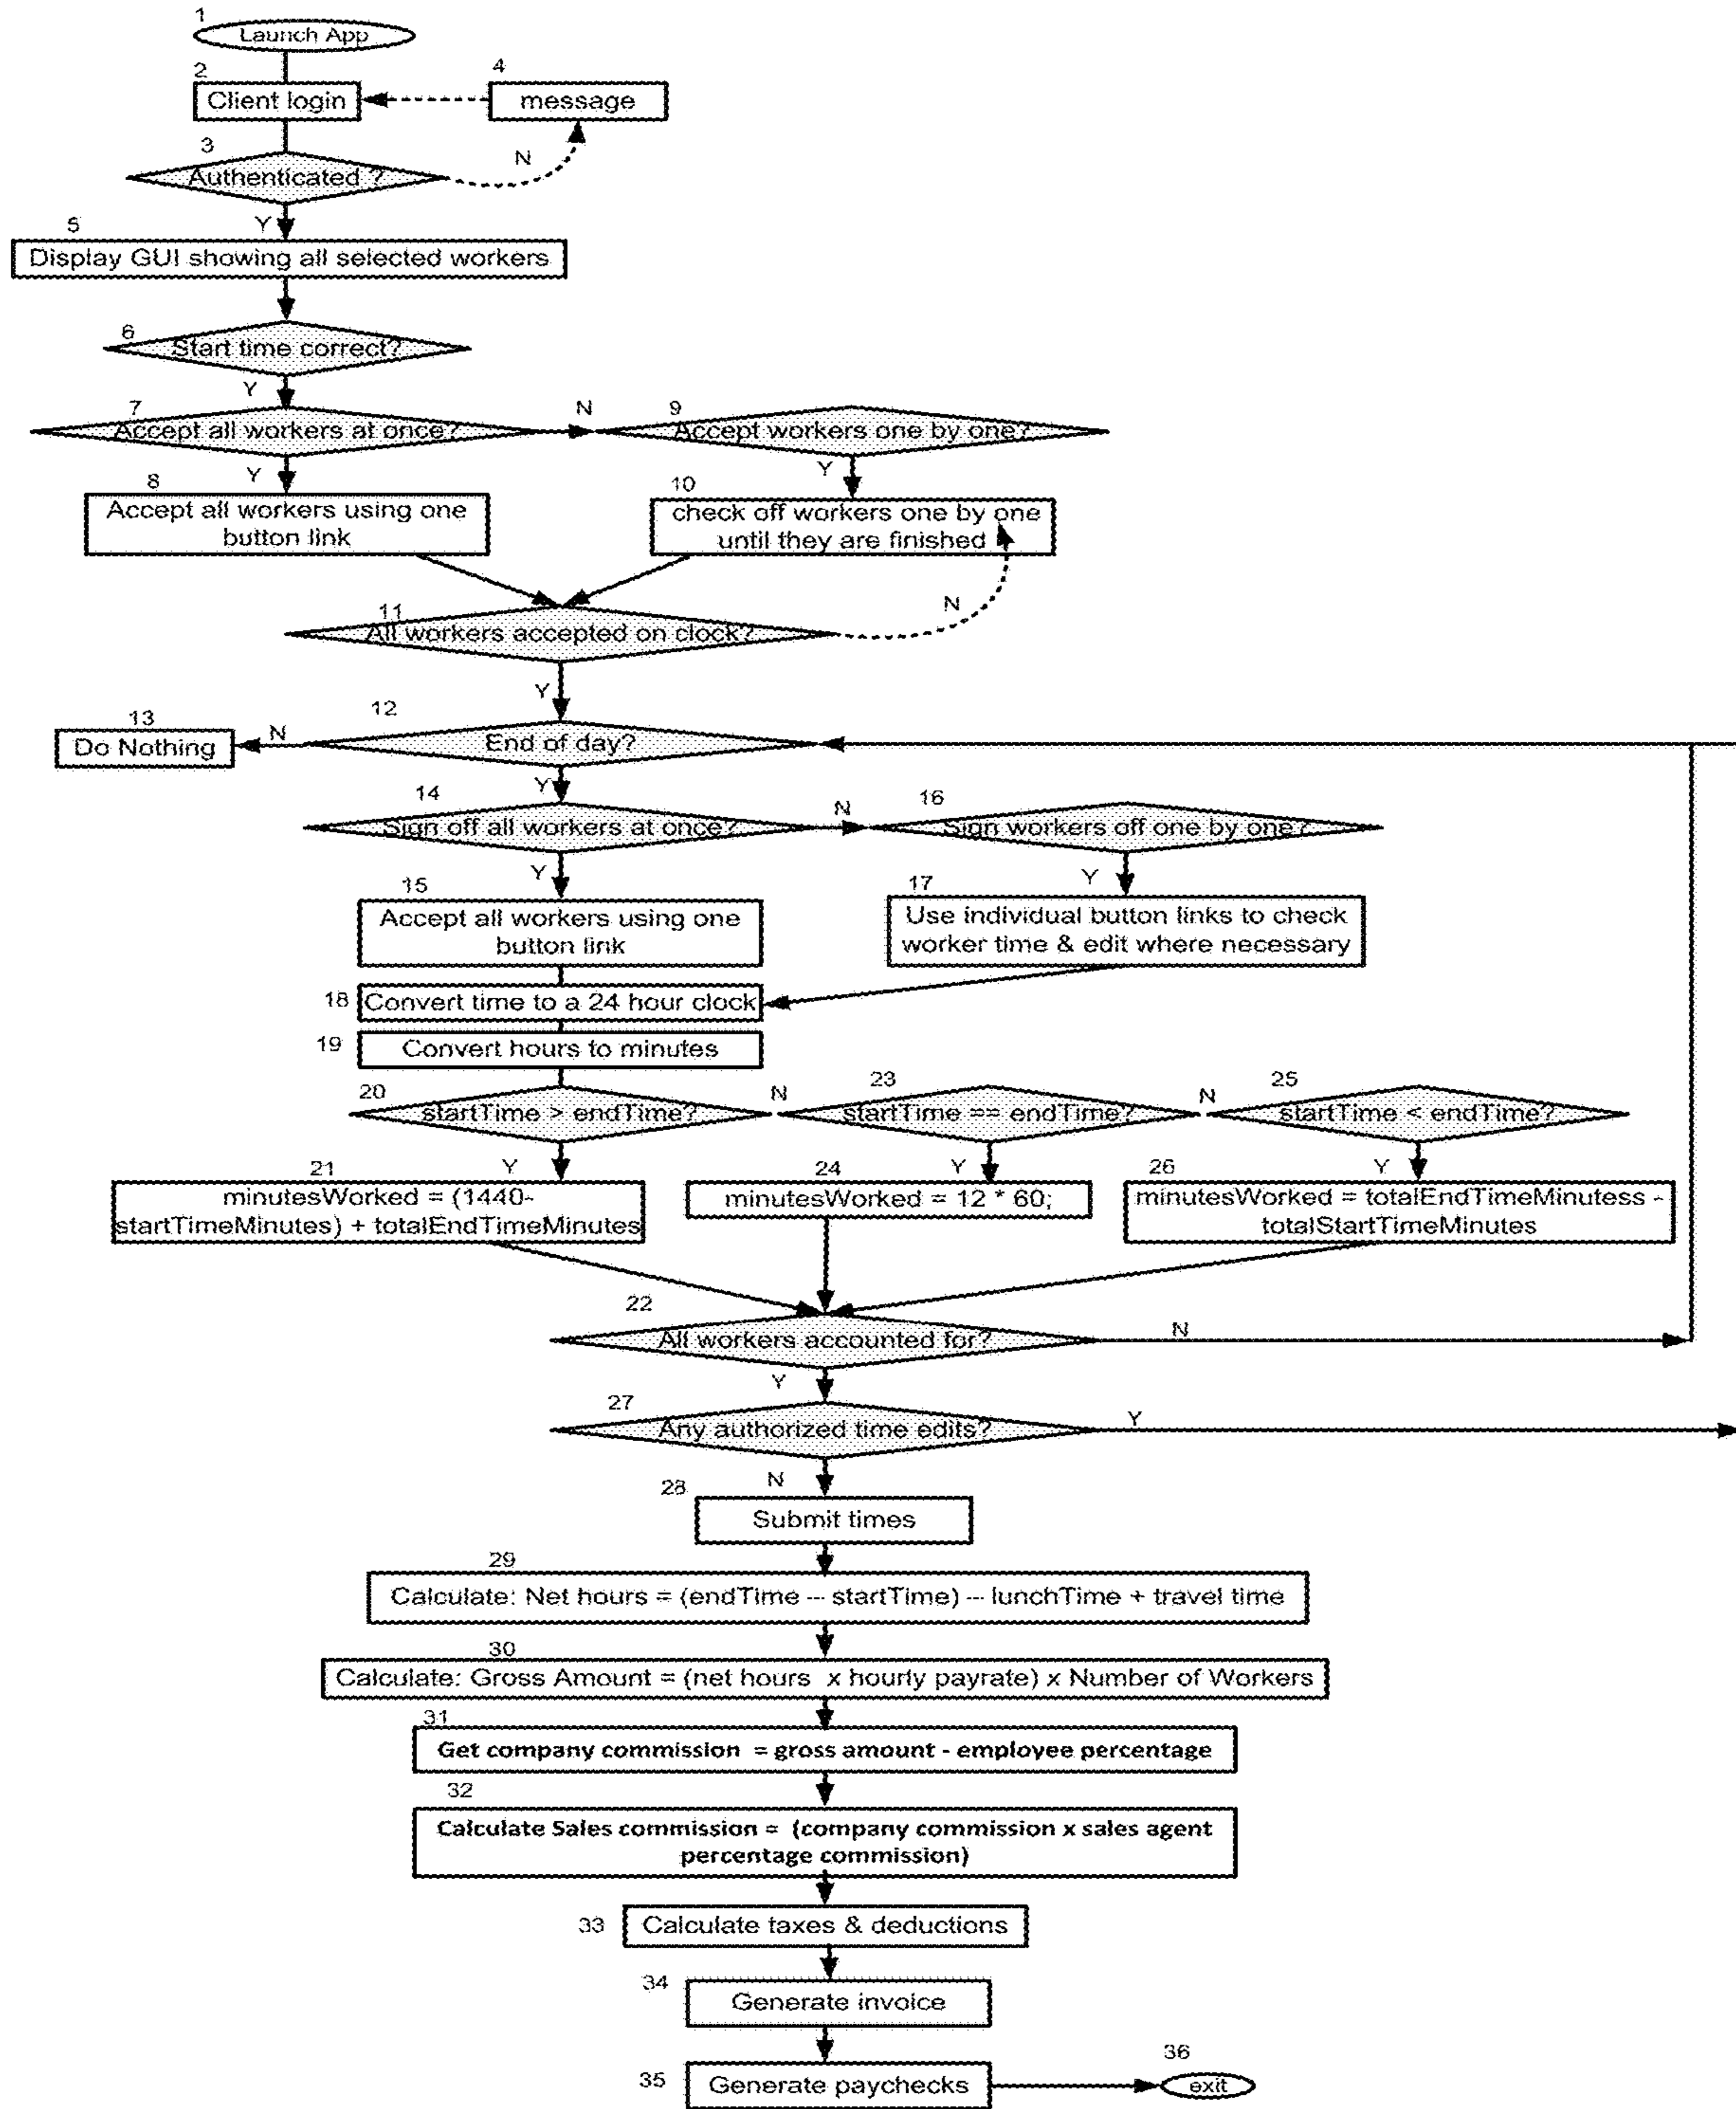 1
Launch App
2
Client login
4
message
3
Authenticated ?
N
Y
5
Display GUI showing all selected workers
6
Start time correct?
Y
7
Accept all workers at once?
N
9
Accept workers one by one?
Y
8
Accept all workers using one
button link
Y
10
check off workers one by one
until they are finished
11
All workers accepted on clock?
N
Y
12
End of day?
N
13
Do Nothing
Y
14
Sign off all workers at once?
N
16
Sign workers off one by one?
Y
15
Accept all workers using one
button link
Y
17
Use individual button links to check
worker time & edit where necessary
18
Convert time to a 24 hour clock
19
Convert hours to minutes
20
startTime > endTime?
N
23
startTime == endTime?
N
25
startTime < endTime?
Y
21
minutesWorked = (1440-
startTimeMinutes) + totalEndTimeMinutes
Y
24
minutesWorked = 12 * 60;
Y
26
minutesWorked = totalEndTimeMinutess -
totalStartTimeMinutes
22
All workers accounted for?
N
Y
27
Any authorized time edits?
Y
N
28
Submit times
29
Calculate: Net hours = (endTime --- startTime) --- lunchTime + travel time
30
Calculate: Gross Amount = (net hours x hourly payrate) x Number of Workers
31
Get company commission = gross amount - employee percentage
32
Calculate Sales commission = (company commission x sales agent
percentage commission)
33
Calculate taxes & deductions
34
Generate invoice
35
Generate paychecks
36
exit